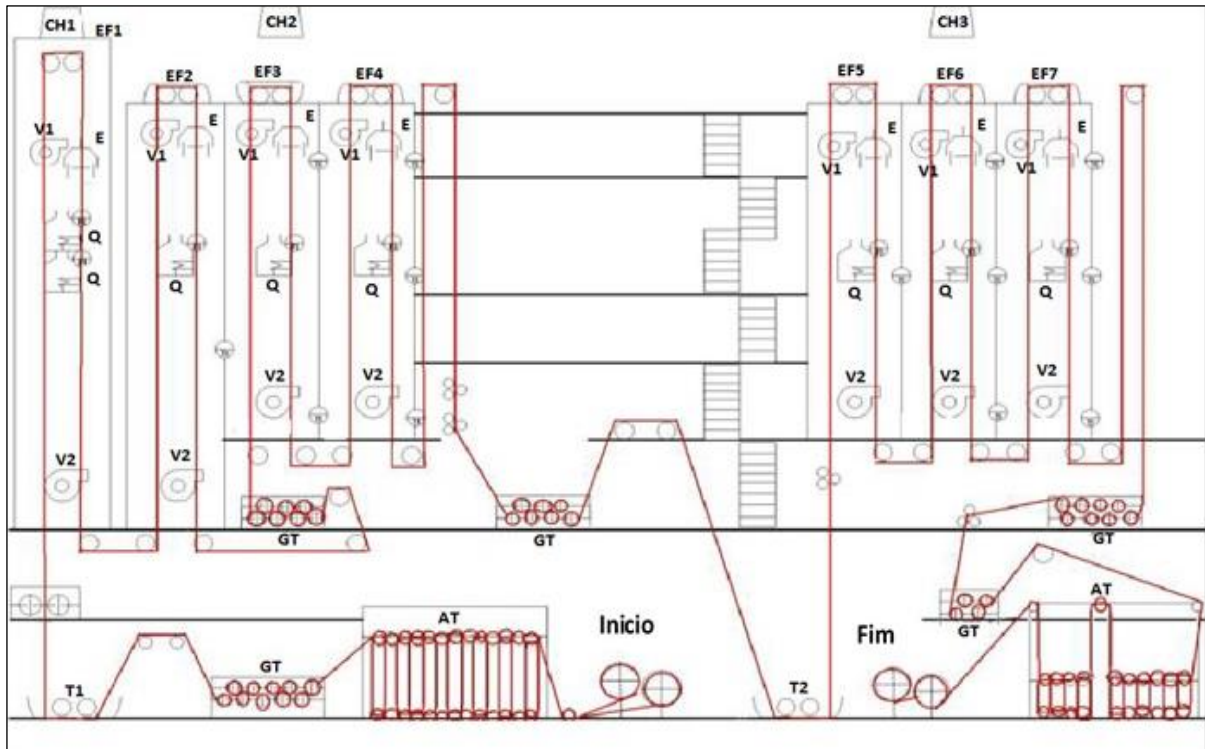 CH1
CH2
CH3
EF1
EF2
EF3
EF4
EF5
EF6
EF7
V1
E
V1
E
V1
E
V1
E
V1
E
V1
E
V1
E
Q
Q
Q
Q
Q
Q
Q
Q
V2
V2
V2
V2
V2
V2
V2
GT
GT
GT
AT
Inicio
Fim
GT
AT
GT
T1
T2